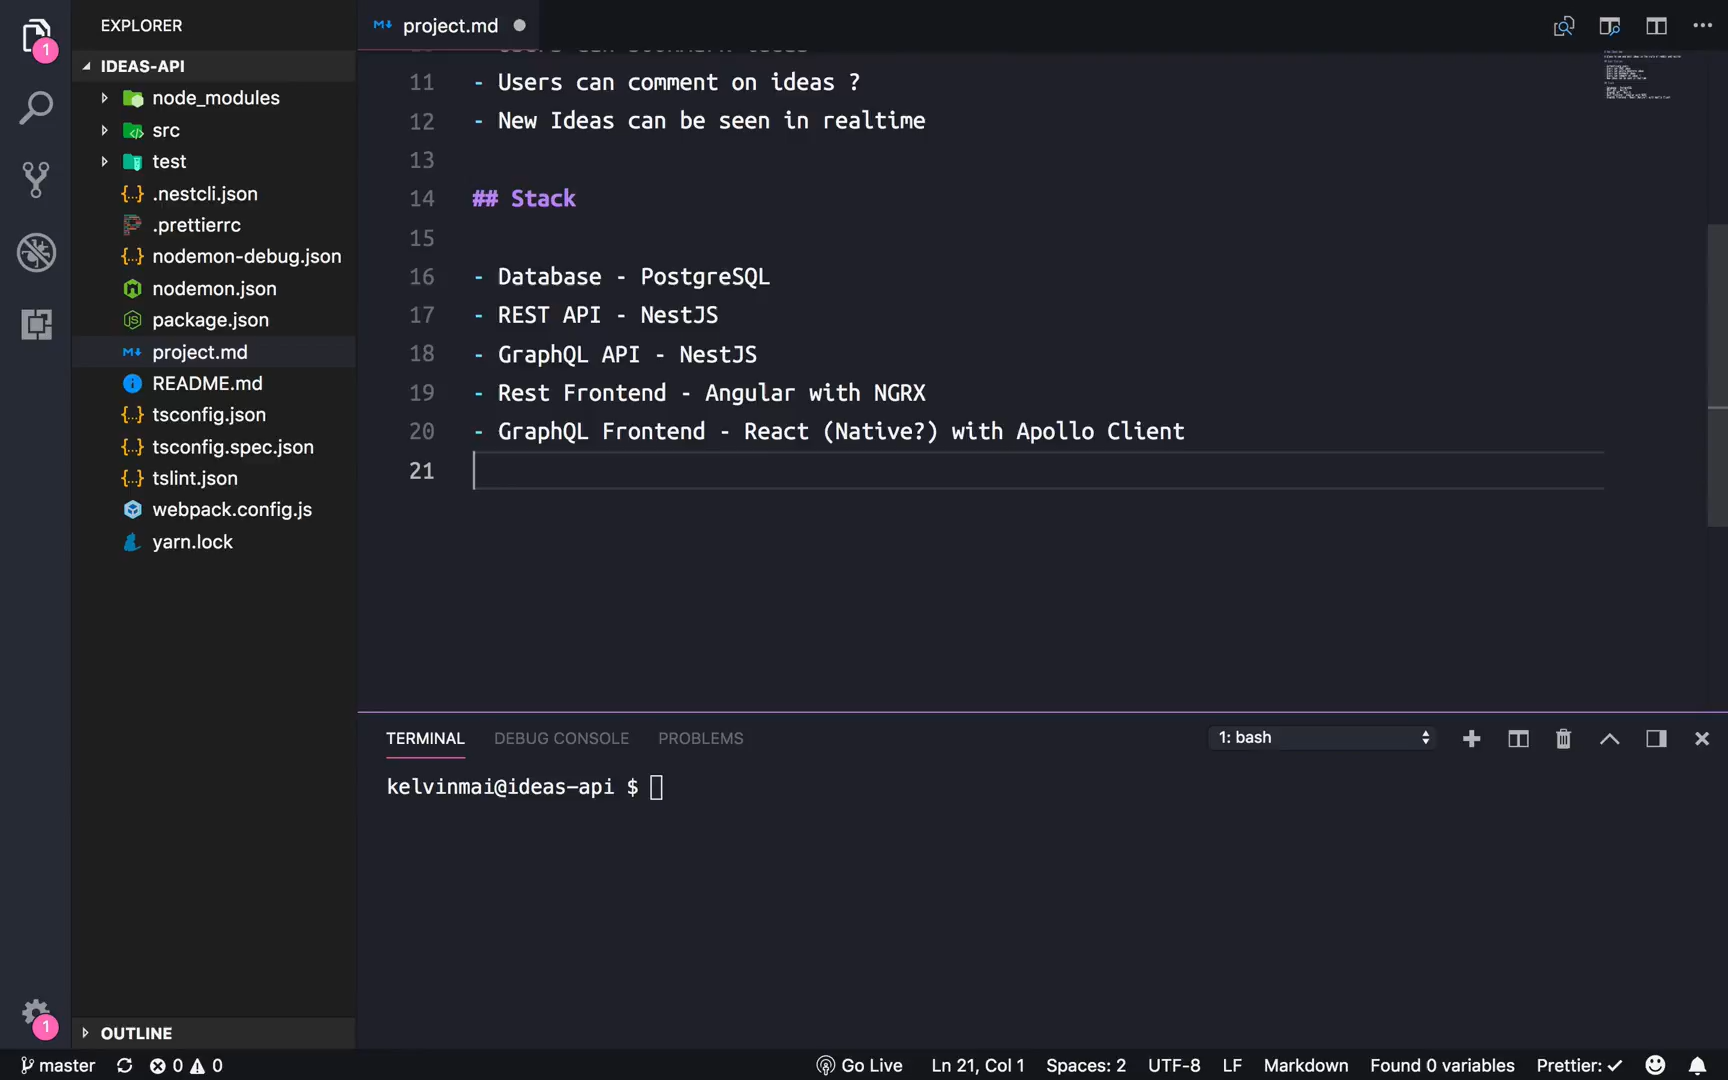 EXPLORER
project.md
1
IDEAS-API
node_modules
src
test
.nestcli.json
.prettierrc
nodemon-debug.json
nodemon.json
package.json
project.md
README.md
tsconfig.json
tsconfig.spec.json
tslint.json
webpack.config.js
yarn.lock
11 - Users can comment on ideas ?
12 - New Ideas can be seen in realtime
13
14 ## Stack
15
16 - Database - PostgreSQL
17 - REST API - NestJS
18 - GraphQL API - NestJS
19 - Rest Frontend - Angular with NGRX
20 - GraphQL Frontend - React (Native?) with Apollo Client
21
TERMINAL DEBUG CONSOLE PROBLEMS 1: bash
kelvinmai@ideas-api $
1
OUTLINE
master 0 0 Go Live Ln 21, Col 1 Spaces: 2 UTF-8 LF Markdown Found 0 variables Prettier: ✓